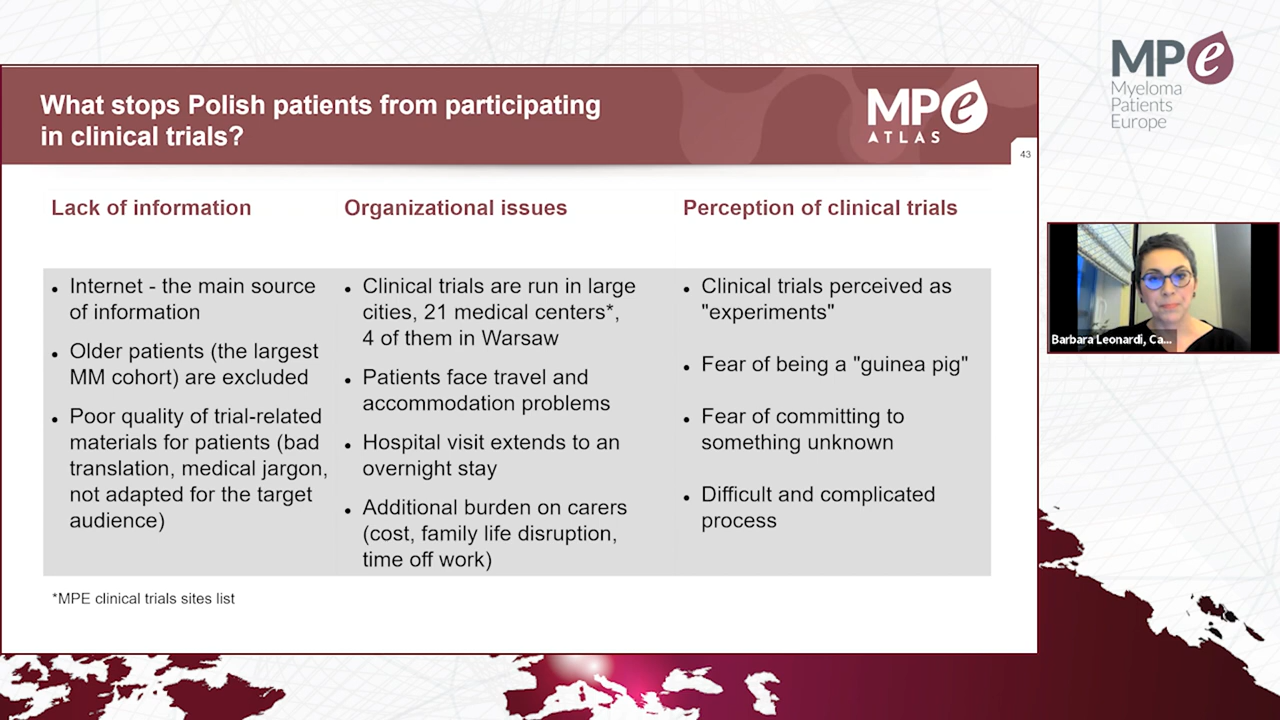 What stops Polish patients from participating
in clinical trials?
MPe
ATLAS
43
MPe
Myeloma
Patients
Europe
Lack of information
• Internet - the main source
of information
• Older patients (the largest
MM cohort) are excluded
• Poor quality of trial-related
materials for patients (bad
translation, medical jargon,
not adapted for the target
audience)
Organizational issues
• Clinical trials are run in large
cities, 21 medical centers*,
4 of them in Warsaw
• Patients face travel and
accommodation problems
• Hospital visit extends to an
overnight stay
• Additional burden on carers
(cost, family life disruption,
time off work)
Perception of clinical trials
• Clinical trials perceived as
"experiments"
• Fear of being a "guinea pig"
• Fear of committing to
something unknown
• Difficult and complicated
process
*MPE clinical trials sites list
Barbara Leonardi, Ca...